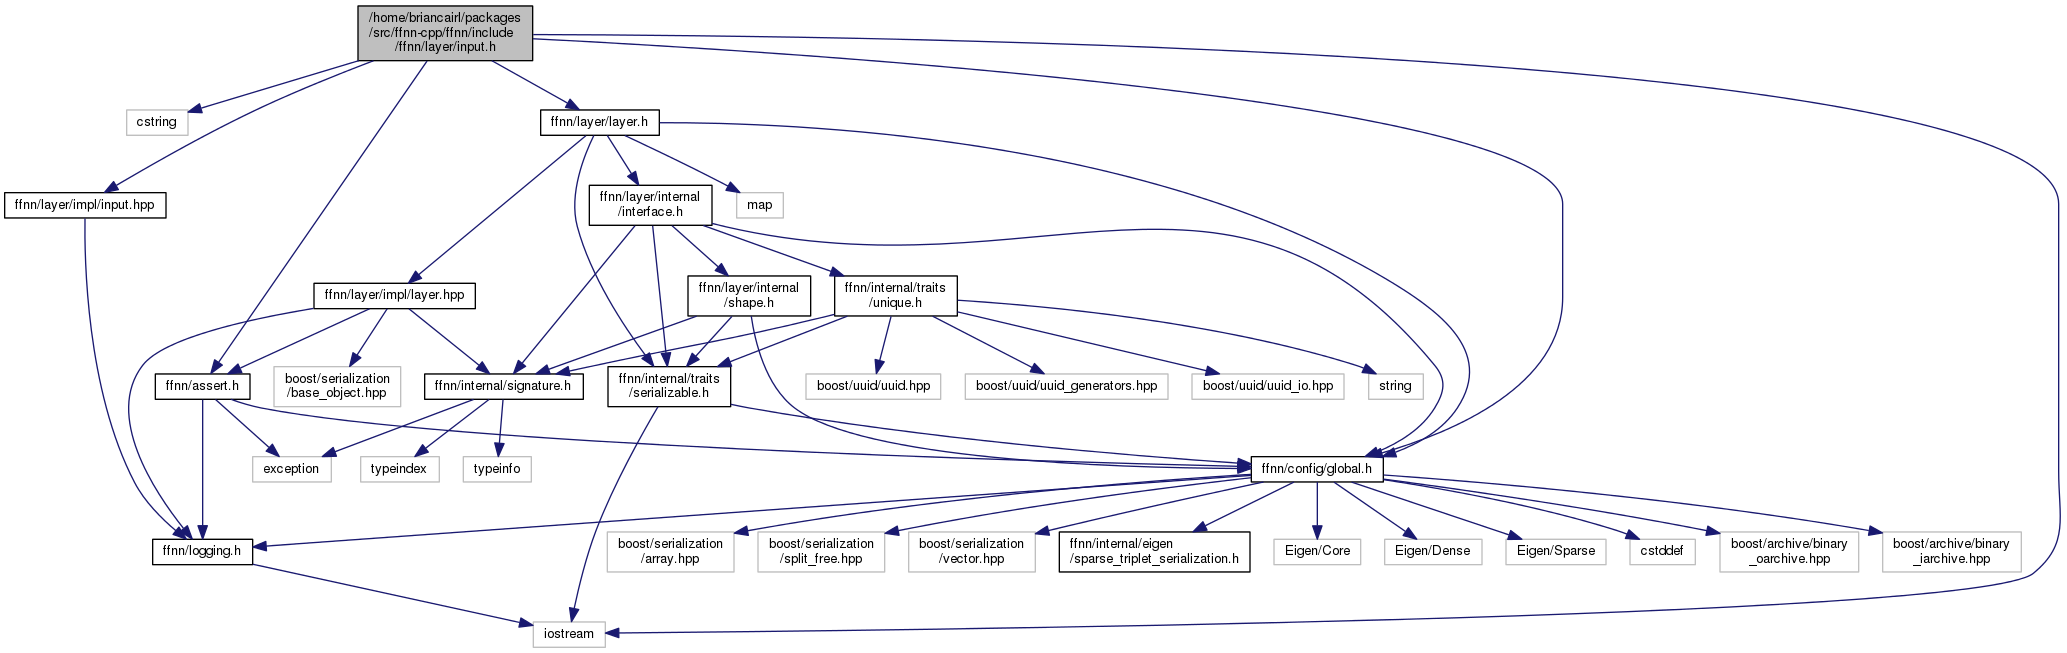 /home/briancairl/packages
/src/ffnn-cpp/ffnn/include
/ffnn/layer/input.h
cstring
ffnn/layer/layer.h
ffnn/layer/impl/input.hpp
ffnn/layer/internal
/interface.h
map
ffnn/layer/impl/layer.hpp
ffnn/layer/internal
/shape.h
ffnn/internal/traits
/unique.h
ffnn/assert.h
boost/serialization
/base_object.hpp
ffnn/internal/signature.h
ffnn/internal/traits
/serializable.h
boost/uuid/uuid.hpp
boost/uuid/uuid_generators.hpp
boost/uuid/uuid_io.hpp
string
exception
typeindex
typeinfo
ffnn/config/global.h
ffnn/logging.h
boost/serialization
/array.hpp
boost/serialization
/split_free.hpp
boost/serialization
/vector.hpp
ffnn/internal/eigen
/sparse_triplet_serialization.h
Eigen/Core
Eigen/Dense
Eigen/Sparse
cstddef
boost/archive/binary
_oarchive.hpp
boost/archive/binary
_iarchive.hpp
iostream